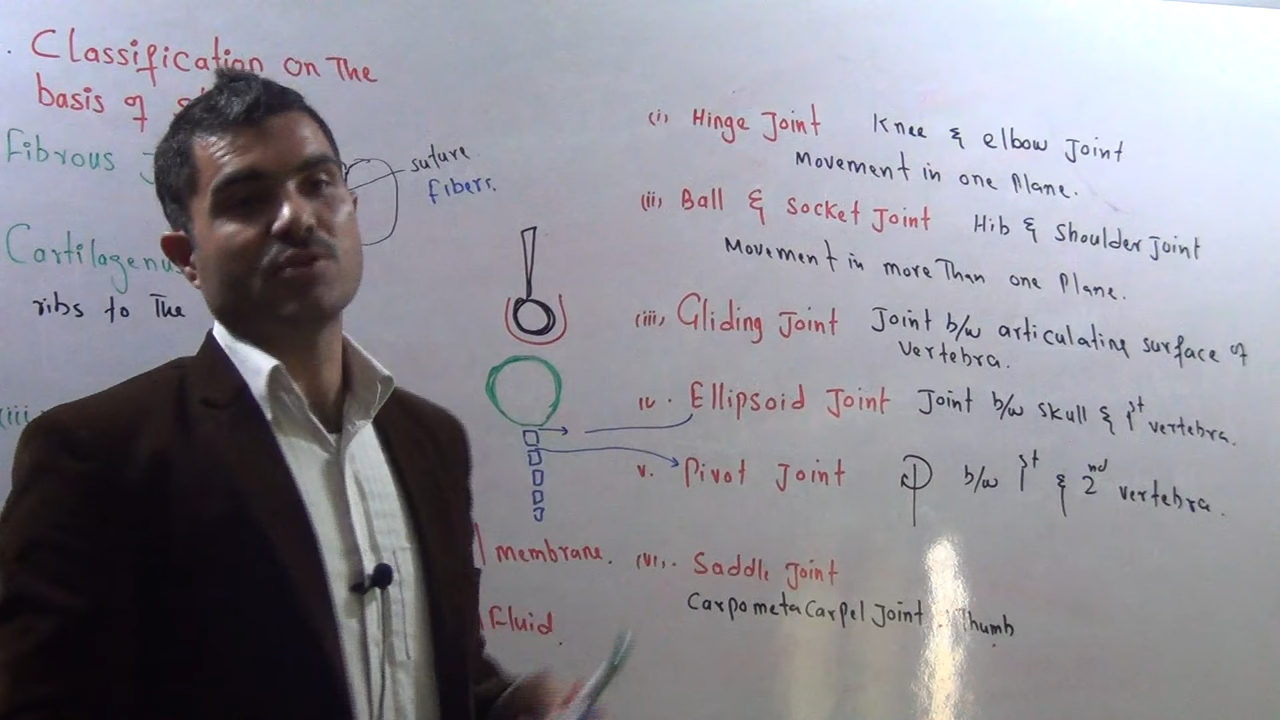 Classification on The
basis of
Fibrous
suture
fibers.
Cartilagenus
ribs to The
(iii
membrane.
Fluid.
(i) Hinge Joint Knee & elbow Joint
Movement in one Plane.
(ii) Ball & Socket Joint Hib & Shoulder Joint
Movement in more Than one Plane.
(iii) Gliding Joint Joint b/w articulating surface of
vertebra.
iv. Ellipsoid Joint Joint b/w skull & 1st vertebra.
v. Pivot Joint b/w 1st & 2nd vertebra.
(vi). Saddle Joint
Carpometacarpel Joint Thumb